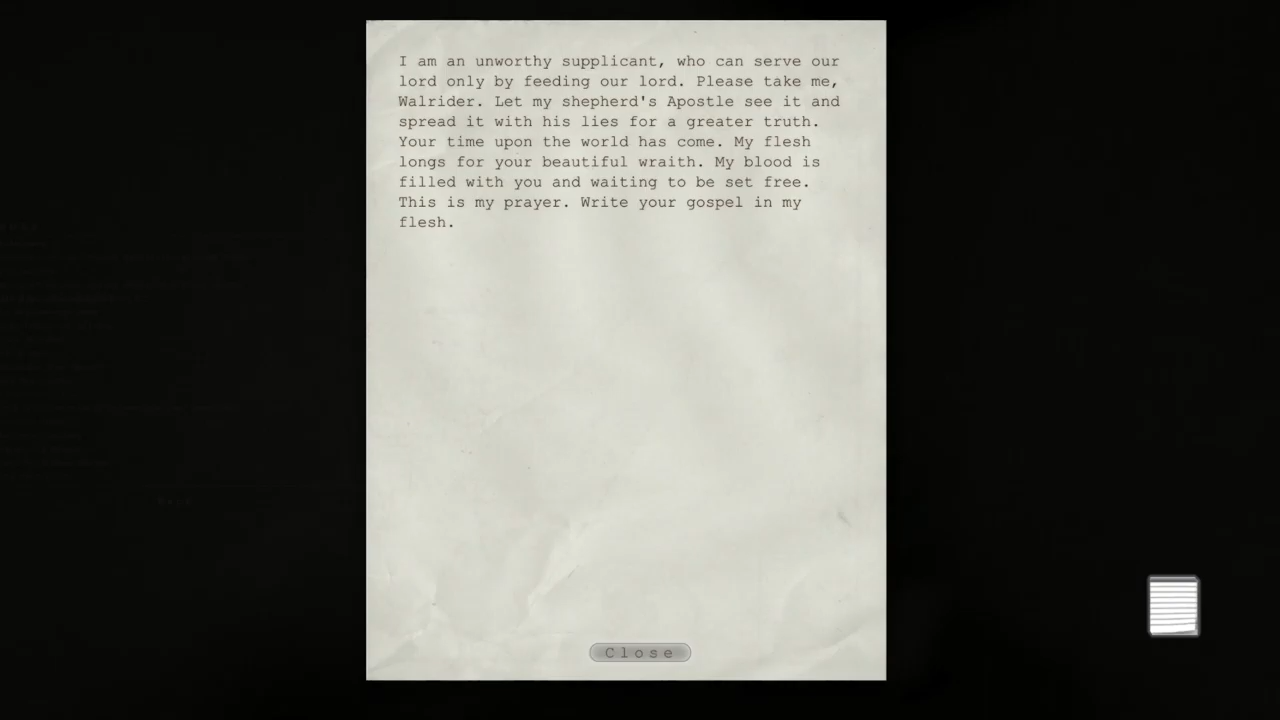 I am an unworthy supplicant, who can serve our
lord only by feeding our lord. Please take me,
Walrider. Let my shepherd's Apostle see it and
spread it with his lies for a greater truth.
Your time upon the world has come. My flesh
longs for your beautiful wraith. My blood is
filled with you and waiting to be set free.
This is my prayer. Write your gospel in my
flesh.
Close